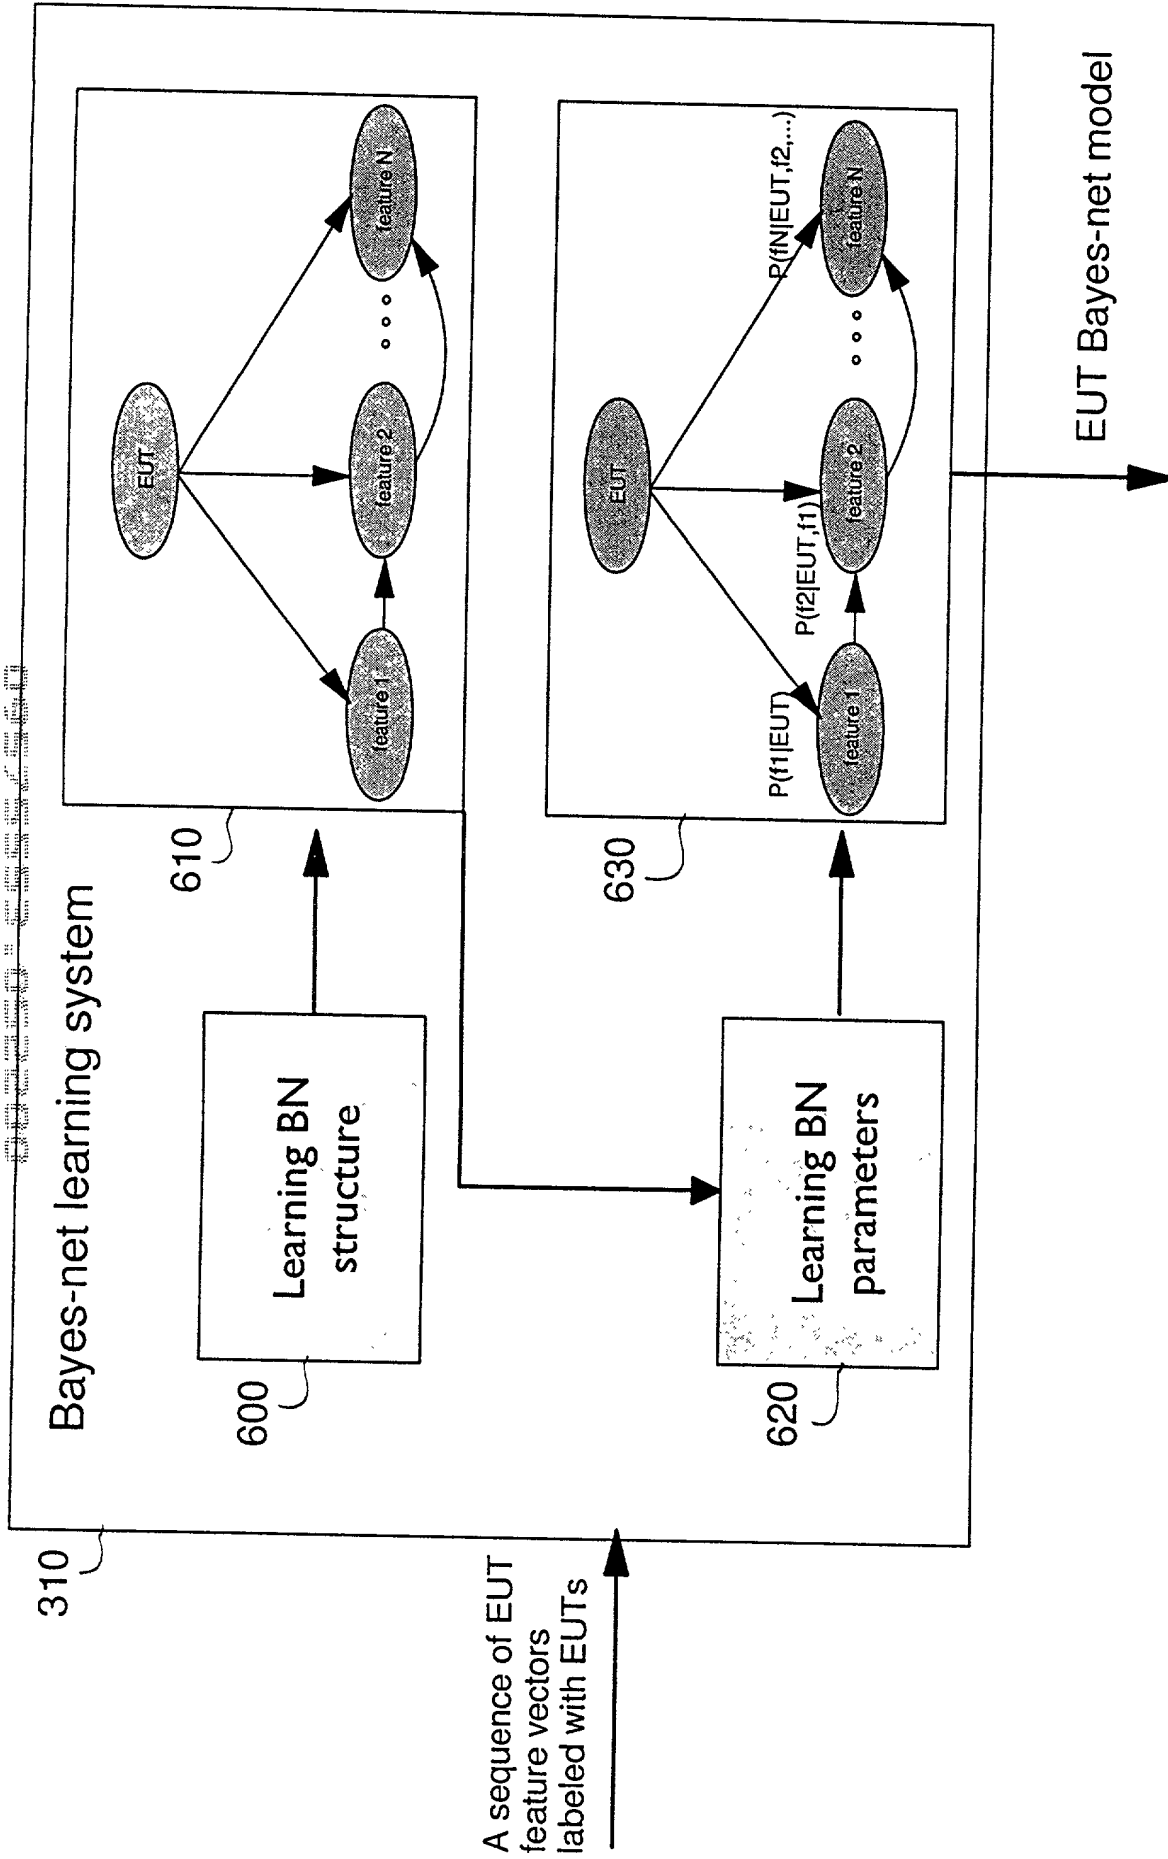 310
Bayes-net learning system
600
Learning BN
structure
610
EUT
feature 1
feature 2
feature N
A sequence of EUT
feature vectors
labeled with EUTs
620
Learning BN
parameters
630
EUT
P(f1|EUT)
P(f2|EUT,f1)
P(fN|EUT,f2,...)
feature 1
feature 2
feature N
EUT Bayes-net model